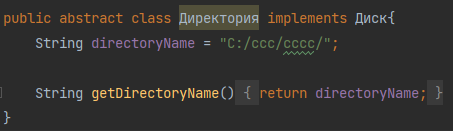 public abstract class Директория implements Диск{
String directoryName = "C:/ccc/cccc/";
String getDirectoryName() { return directoryName; }
}